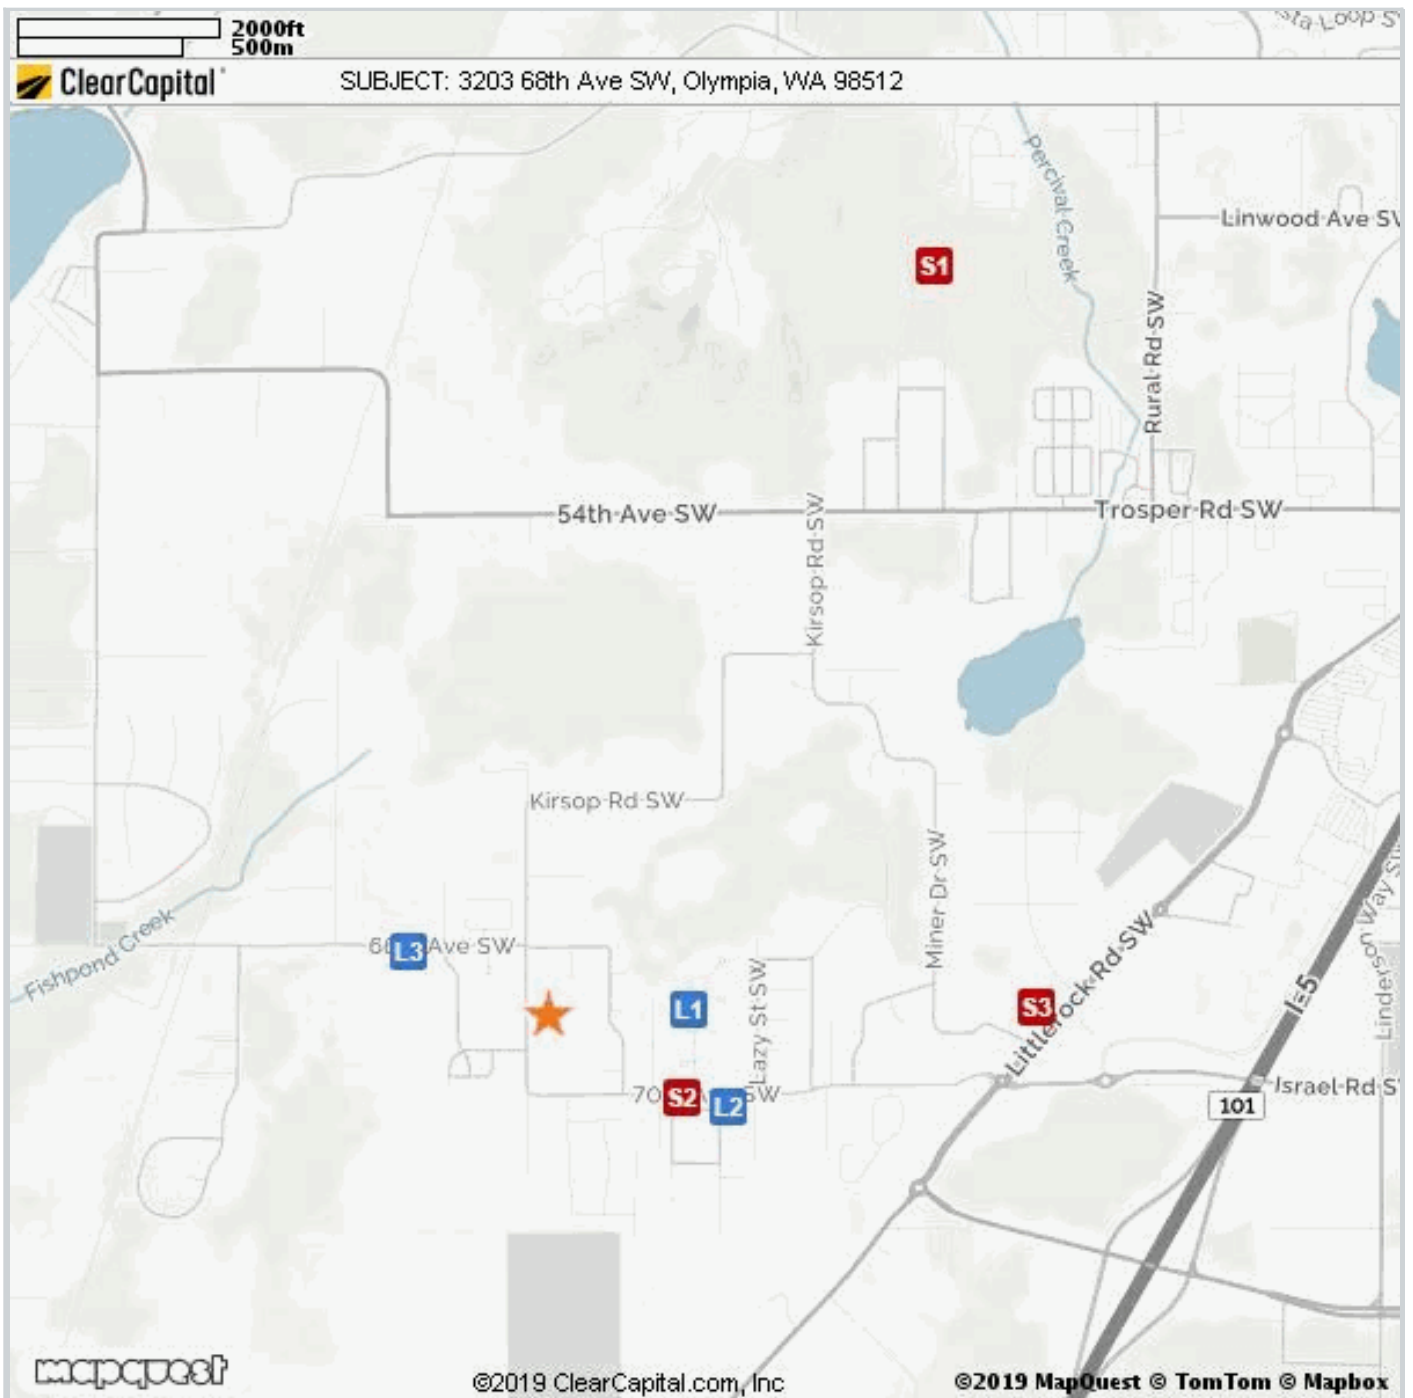 2000ft
500m
ClearCapital
SUBJECT: 3203 68th Ave SW, Olympia, WA 98512
Percival Creek
Linwood Ave SW
S1
Rural Rd SW
54th Ave SW
Kirsop Rd SW
Trosper Rd SW
Kirsop Rd SW
Miner Dr SW
Fishpond Creek
Ave SW
L3
Littlerock Rd SW
I-5
L1
Lazy St SW
S3
S2
L2
SW
Israel Rd S
101
mapquest
©2019 ClearCapital.com, Inc
©2019 MapQuest © TomTom © Mapbox